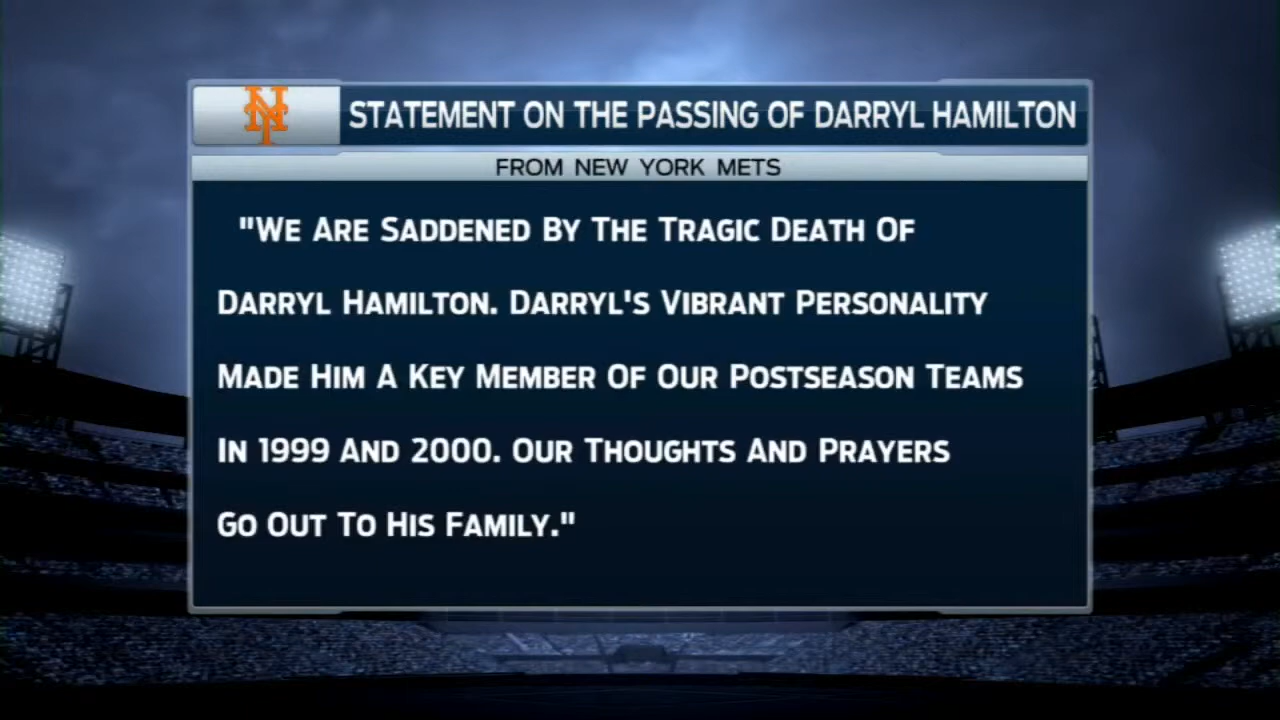 NY
STATEMENT ON THE PASSING OF DARRYL HAMILTON
FROM NEW YORK METS
"We Are Saddened By The Tragic Death Of
Darryl Hamilton. Darryl's Vibrant Personality
Made Him A Key Member Of Our Postseason Teams
In 1999 And 2000. Our Thoughts And Prayers
Go Out To His Family."